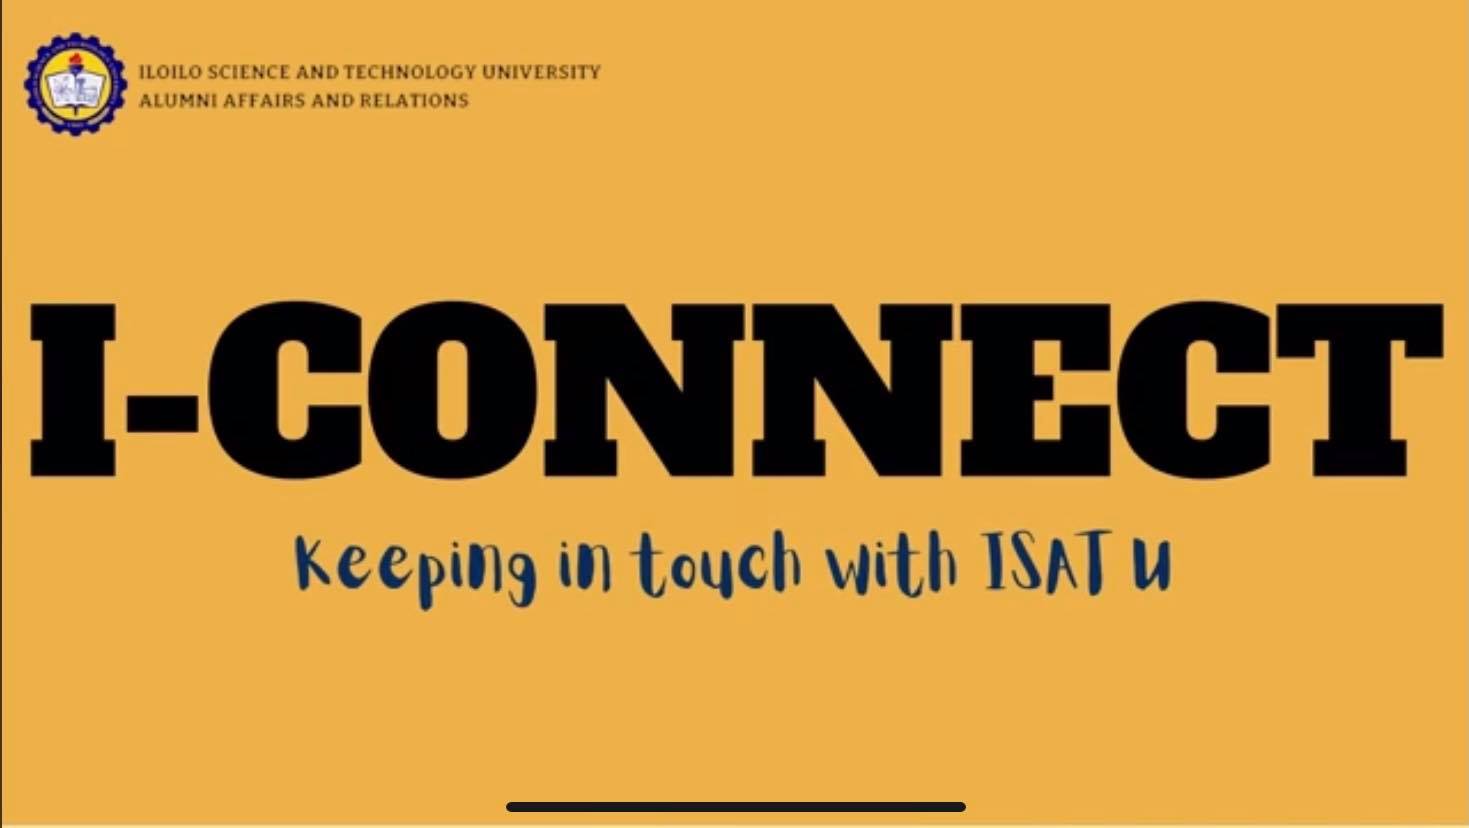 ILOILO SCIENCE AND TECHNOLOGY UNIVERSITY
ALUMNI AFFAIRS AND RELATIONS
I-CONNECT
Keeping in touch with ISAT U